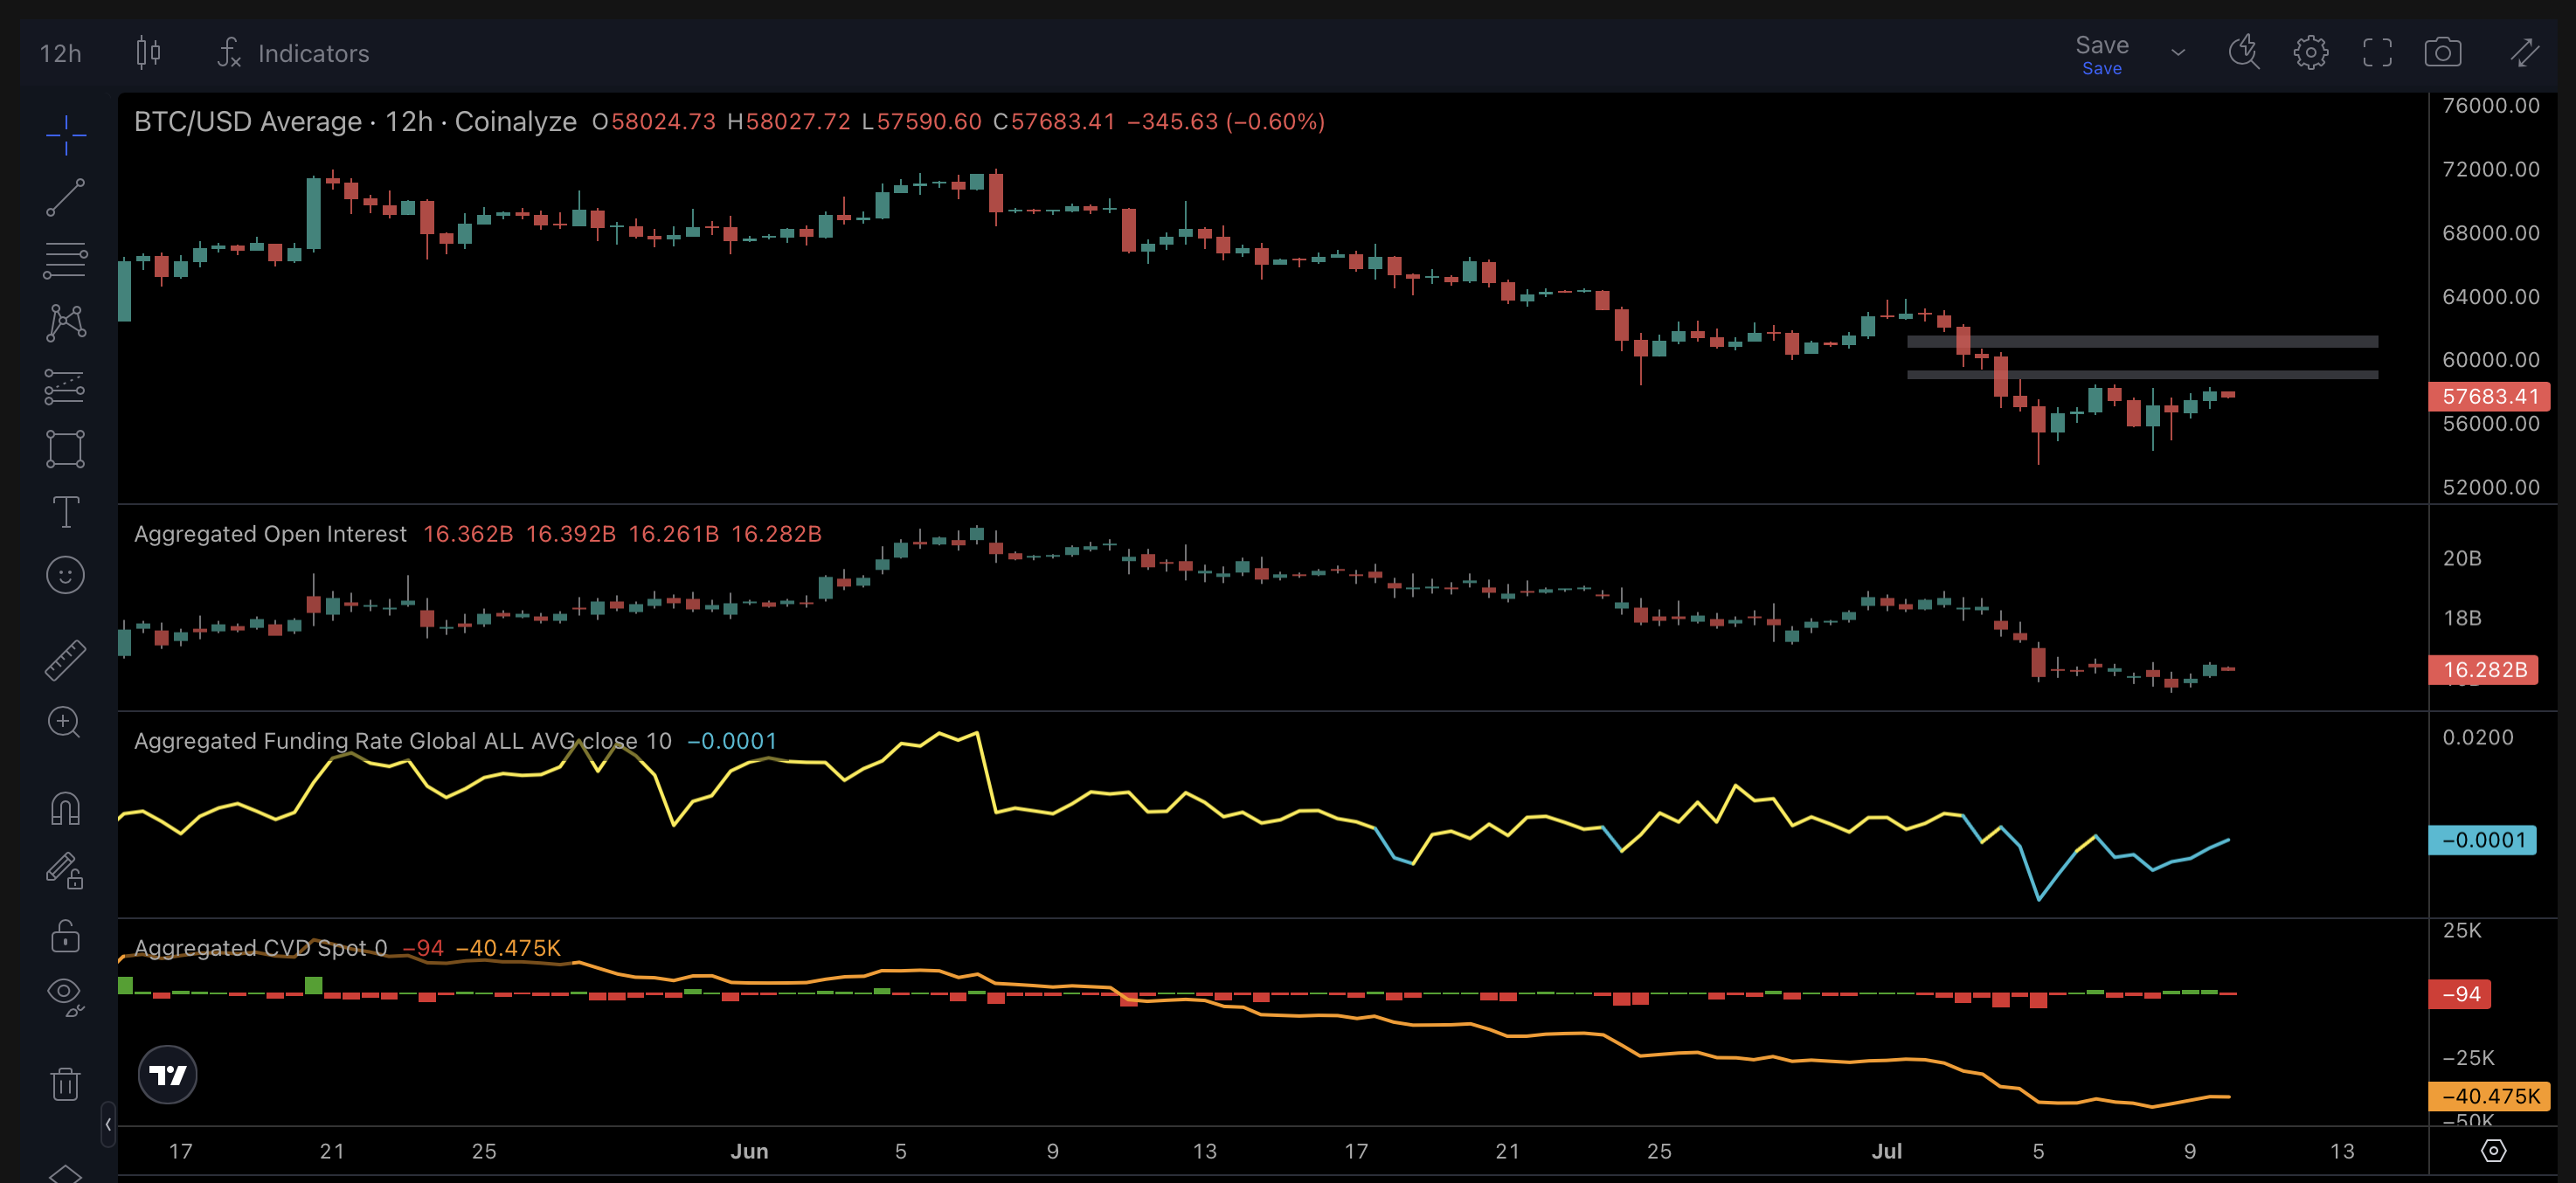 12h Indicators Save
Save
BTC/USD Average · 12h · Coinalyze O58024.73 H58027.72 L57590.60 C57683.41 −345.63 (−0.60%)
76000.00
72000.00
68000.00
64000.00
60000.00
57683.41
56000.00
52000.00
Aggregated Open Interest 16.362B 16.392B 16.261B 16.282B
20B
18B
16.282B
Aggregated Funding Rate Global ALL AVG close 10 −0.0001
0.0200
−0.0001
Aggregated CVD Spot 0 −94 −40.475K
25K
−94
−25K
−40.475K
−50K
17 21 25 Jun 5 9 13 17 21 25 Jul 5 9 13